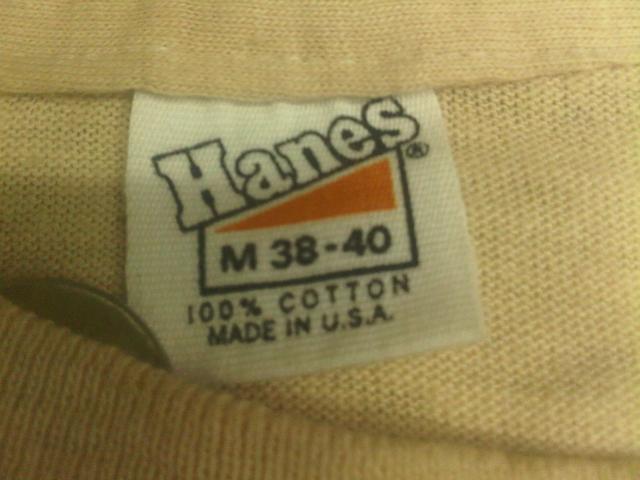 Hanes®
M 38-40
100% COTTON
MADE IN U.S.A.